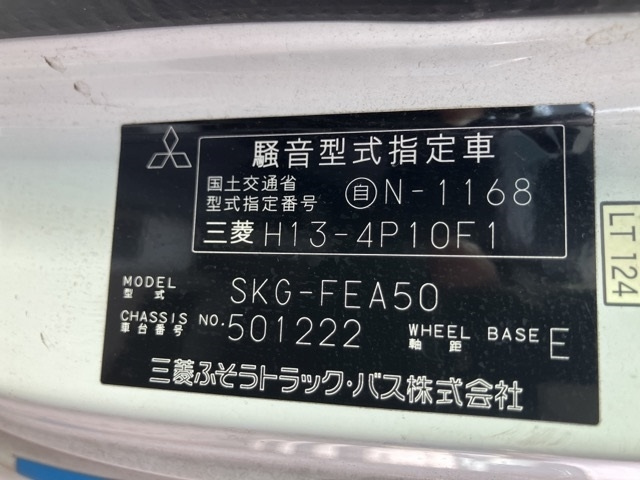 騒音型式指定車
国土交通省
型式指定番号 自 N-1168
三菱 H13-4P10F1
MODEL
型式 SKG-FEA50
CHASSIS NO.
車台番号 501222
WHEEL BASE
軸距 E
三菱ふそうトラック・バス株式会社
LT 124